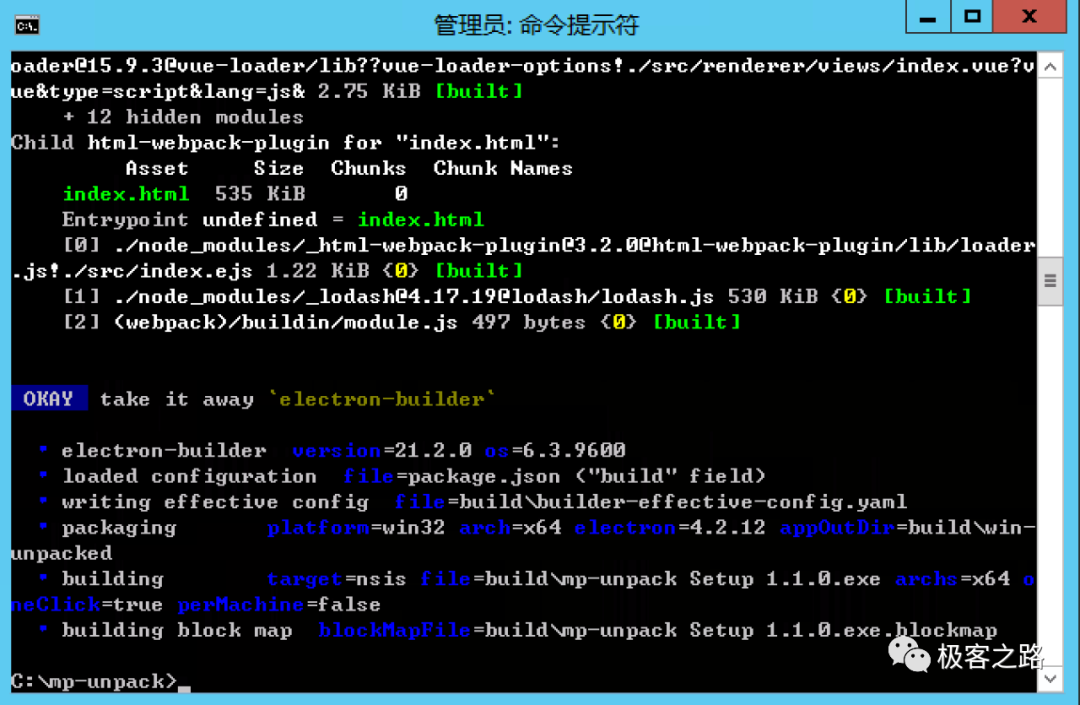 管理员: 命令提示符
oader@15.9.3@vue-loader/lib??vue-loader-options!./src/renderer/views/index.vue?v
ue&type=script&lang=js& 2.75 KiB [built]
+ 12 hidden modules
Child html-webpack-plugin for "index.html":
Asset Size Chunks Chunk Names
index.html 535 KiB 0
Entrypoint undefined = index.html
[0] ./node_modules/_html-webpack-plugin@3.2.0@html-webpack-plugin/lib/loader
.js!./src/index.ejs 1.22 KiB {0} [built]
[1] ./node_modules/_lodash@4.17.19@lodash/lodash.js 530 KiB {0} [built]
[2] (webpack)/buildin/module.js 497 bytes {0} [built]
OKAY take it away `electron-builder`
• electron-builder version=21.2.0 os=6.3.9600
• loaded configuration file=package.json ("build" field)
• writing effective config file=build\builder-effective-config.yaml
• packaging platform=win32 arch=x64 electron=4.2.12 appOutDir=build\win-
unpacked
• building target=nsis file=build\mp-unpack Setup 1.1.0.exe archs=x64 o
neClick=true perMachine=false
• building block map blockMapFile=build\mp-unpack Setup 1.1.0.exe.blockmap
极客之路
C:\mp-unpack>_